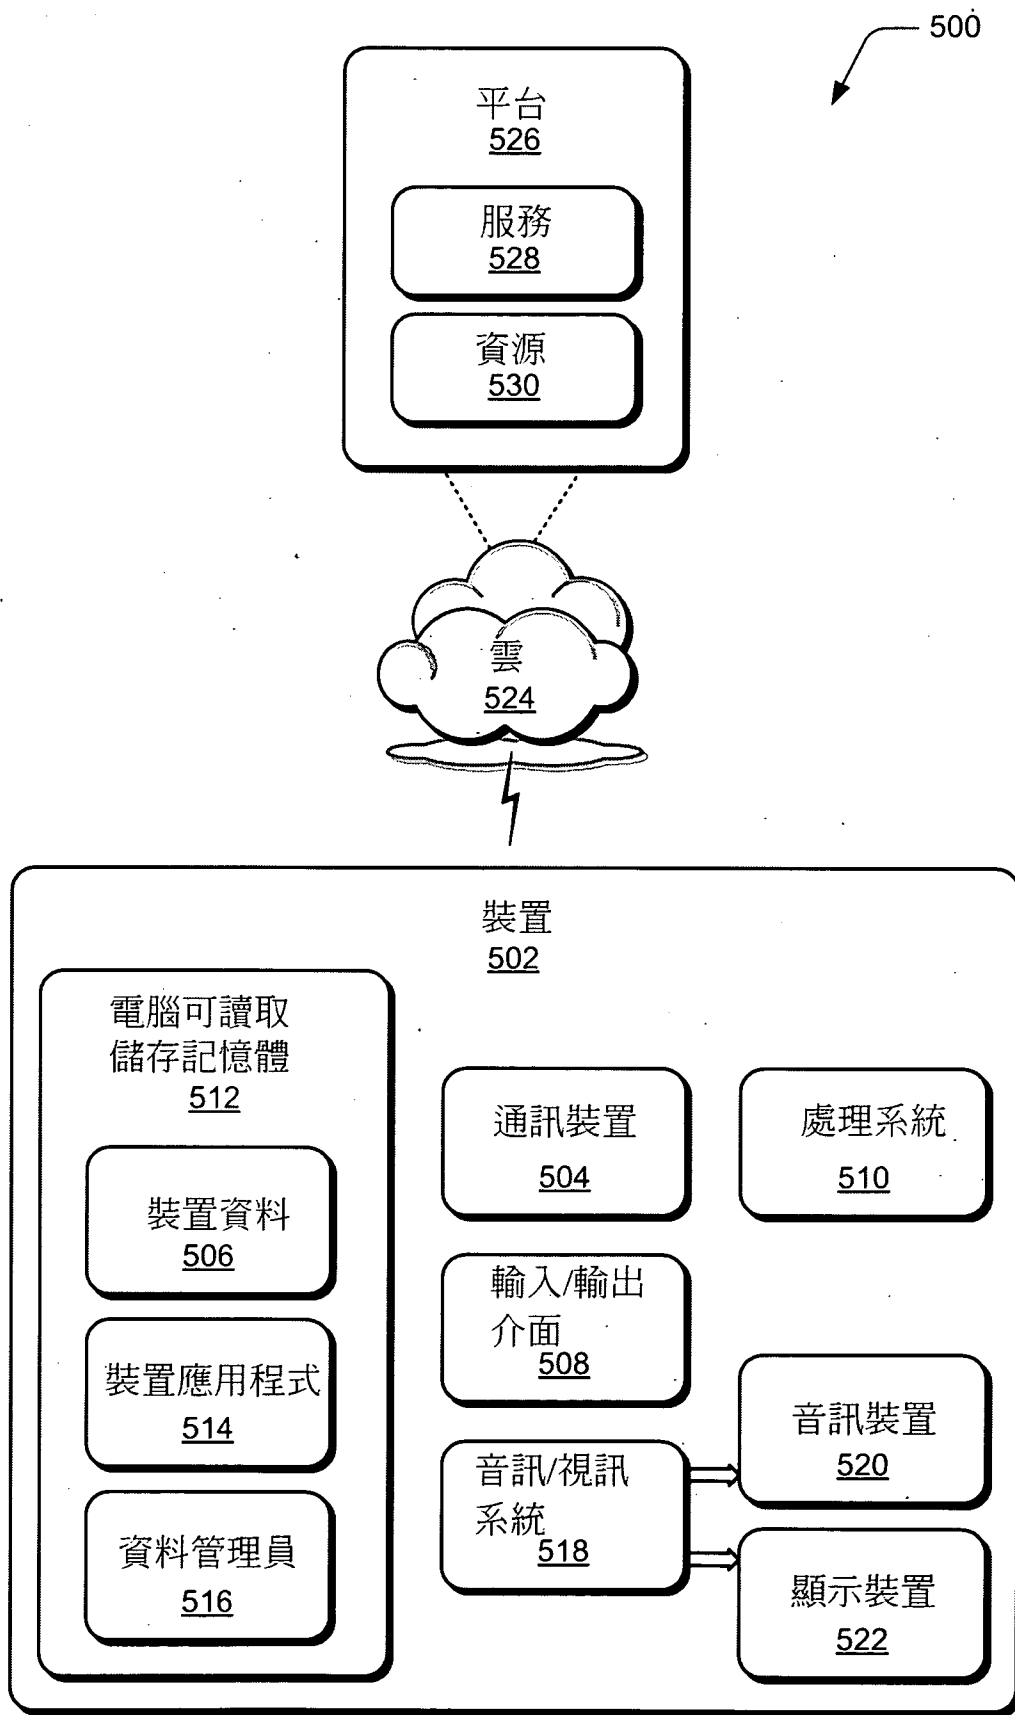 500
平台
526
服務
528
資源
530
雲
524
裝置
502
電腦可讀取
儲存記憶體
512
裝置資料
506
裝置應用程式
514
資料管理員
516
通訊裝置
504
處理系統
510
輸入/輸出
介面
508
音訊/視訊
系統
518
音訊裝置
520
顯示裝置
522